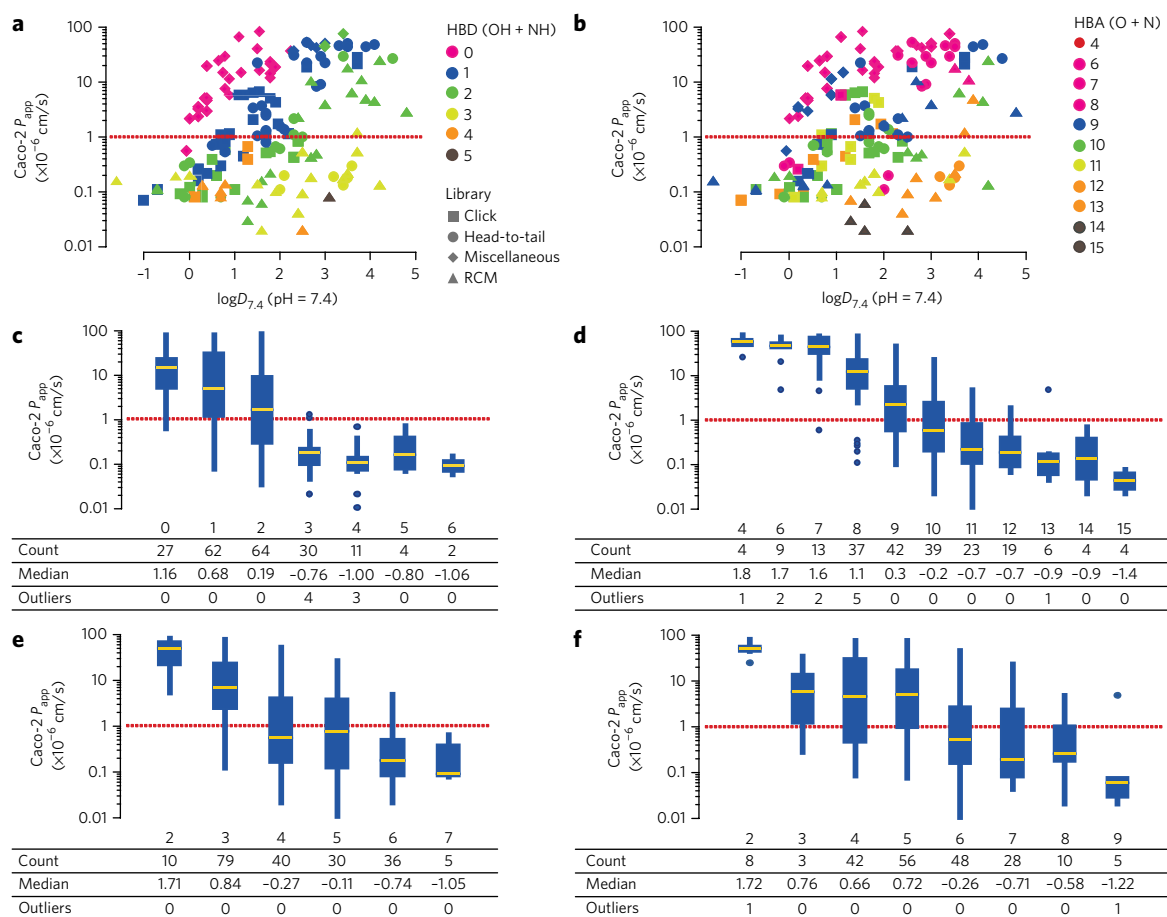 a
Caco-2 Papp
(×10−6 cm/s)
100
10
1
0.1
0.01
−1 0 1 2 3 4 5
logD7.4 (pH = 7.4)
HBD (OH + NH)
0
1
2
3
4
5
Library
Click
Head-to-tail
Miscellaneous
RCM
b
Caco-2 Papp
(×10−6 cm/s)
100
10
1
0.1
0.01
−1 0 1 2 3 4 5
logD7.4 (pH = 7.4)
HBA (O + N)
4
6
7
8
9
10
11
12
13
14
15
c
Caco-2 Papp
(×10−6 cm/s)
100
10
1
0.1
0.01
0 1 2 3 4 5 6
Count 27 62 64 30 11 4 2
Median 1.16 0.68 0.19 −0.76 −1.00 −0.80 −1.06
Outliers 0 0 0 4 3 0 0
d
Caco-2 Papp
(×10−6 cm/s)
100
10
1
0.1
0.01
4 6 7 8 9 10 11 12 13 14 15
Count 4 9 13 37 42 39 23 19 6 4 4
Median 1.8 1.7 1.6 1.1 0.3 −0.2 −0.7 −0.7 −0.9 −0.9 −1.4
Outliers 1 2 2 5 0 0 0 0 1 0 0
e
Caco-2 Papp
(×10−6 cm/s)
100
10
1
0.1
0.01
2 3 4 5 6 7
Count 10 79 40 30 36 5
Median 1.71 0.84 −0.27 −0.11 −0.74 −1.05
Outliers 0 0 0 0 0 0
f
Caco-2 Papp
(×10−6 cm/s)
100
10
1
0.1
0.01
2 3 4 5 6 7 8 9
Count 8 3 42 56 48 28 10 5
Median 1.72 0.76 0.66 0.72 −0.26 −0.71 −0.58 −1.22
Outliers 1 0 0 0 0 0 0 1